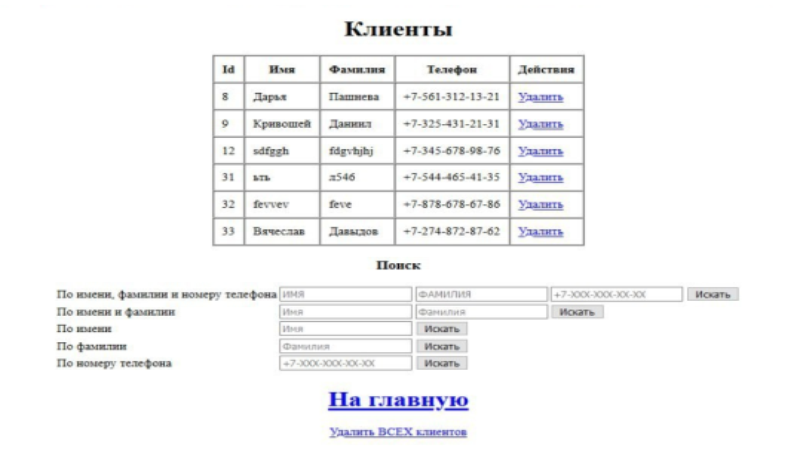 Клиенты
Id Имя Фамилия Телефон Действия
8 Дарья Пашнева +7-561-312-13-21 Удалить
9 Кривошей Даниил +7-325-431-21-31 Удалить
12 sdfggh fdgvhjhj +7-345-678-98-76 Удалить
31 ьть л546 +7-544-465-41-35 Удалить
32 fevvev feve +7-878-678-67-86 Удалить
33 Вячеслав Давыдов +7-274-872-87-62 Удалить
Поиск
По имени, фамилии и номеру телефона ИМЯ ФАМИЛИЯ +7-XXX-XXX-XX-XX Искать
По имени и фамилии Имя Фамилия Искать
По имени Имя Искать
По фамилии Фамилия Искать
По номеру телефона +7-XXX-XXX-XX-XX Искать
На главную
Удалить ВСЕХ клиентов